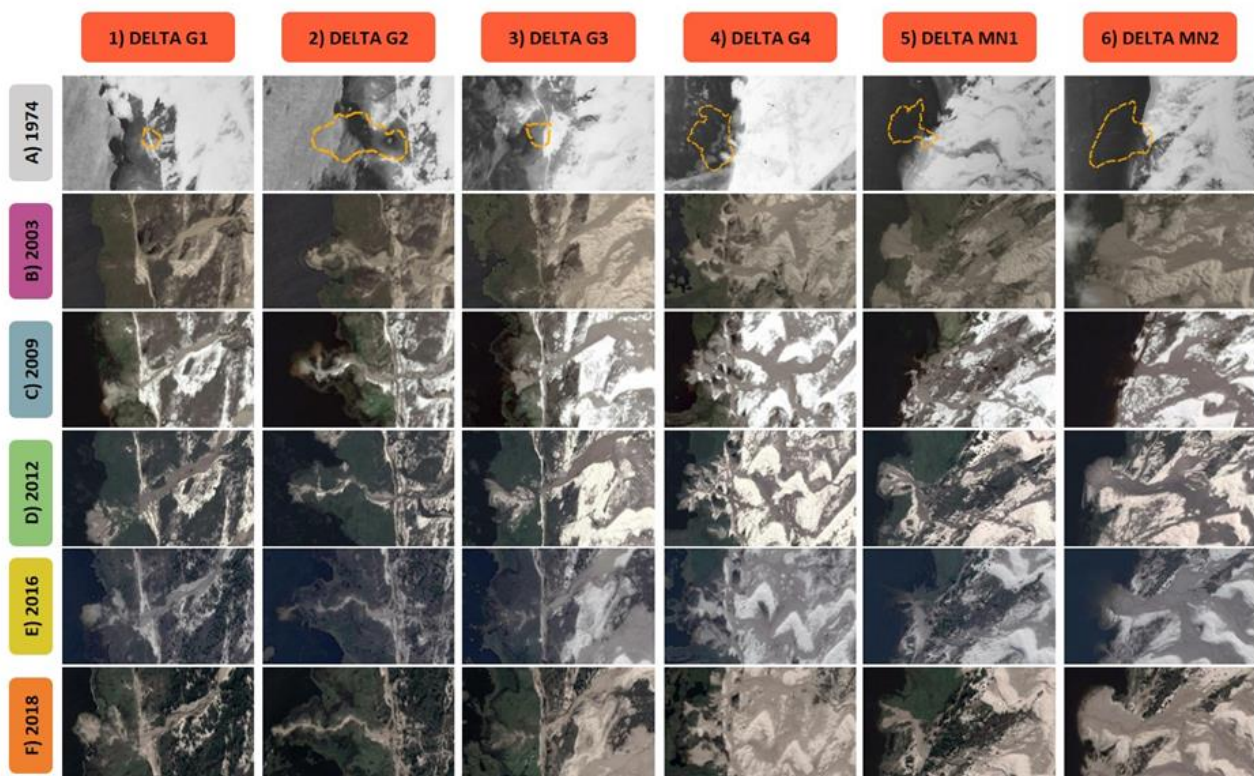 1) DELTA G1
2) DELTA G2
3) DELTA G3
4) DELTA G4
5) DELTA MN1
6) DELTA MN2
A) 1974
B) 2003
C) 2009
D) 2012
E) 2016
F) 2018